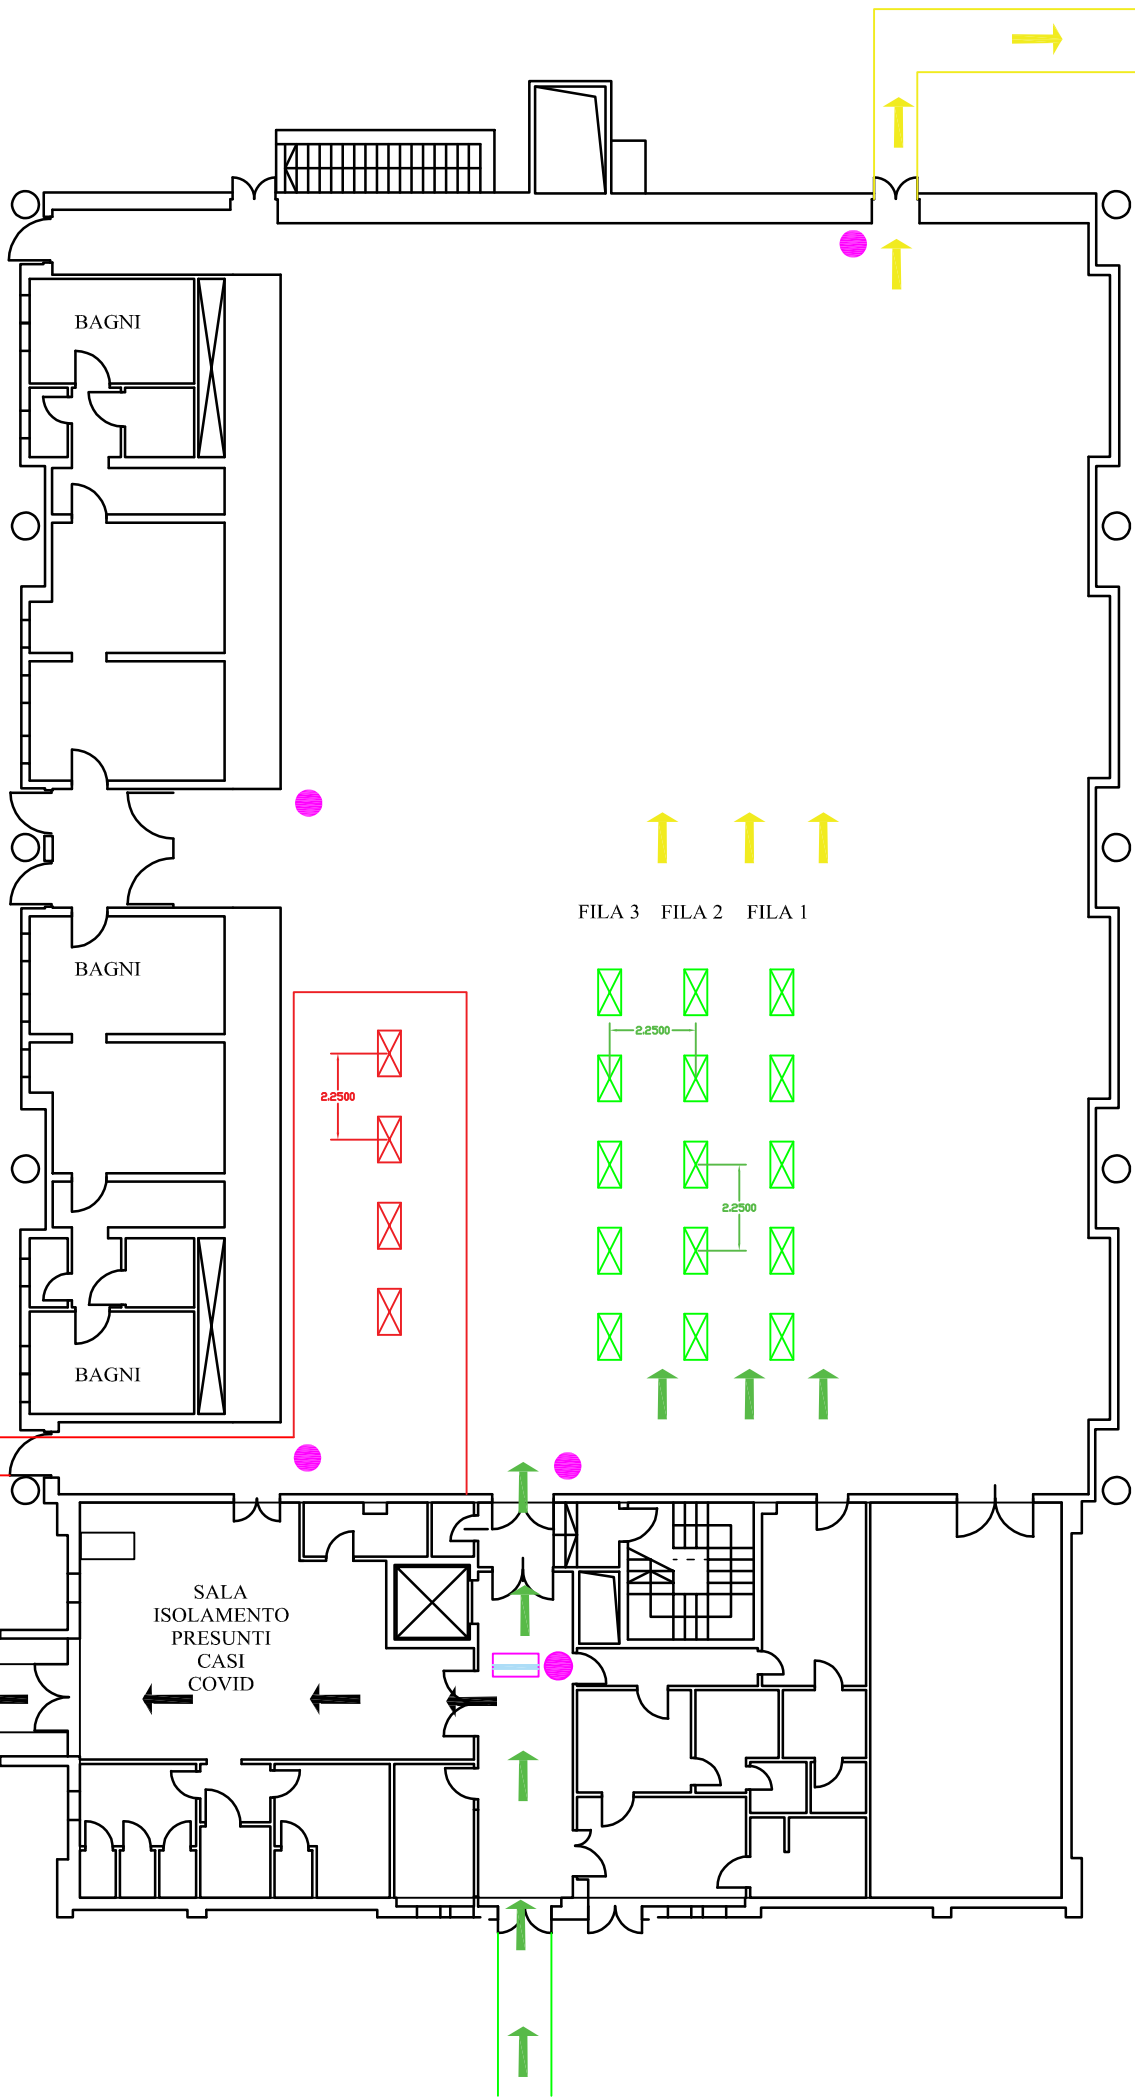 BAGNI
FILA 3 FILA 2 FILA 1
BAGNI
2.2500
2.2500
2.2500
BAGNI
SALA
ISOLAMENTO
PRESUNTI
CASI
COVID